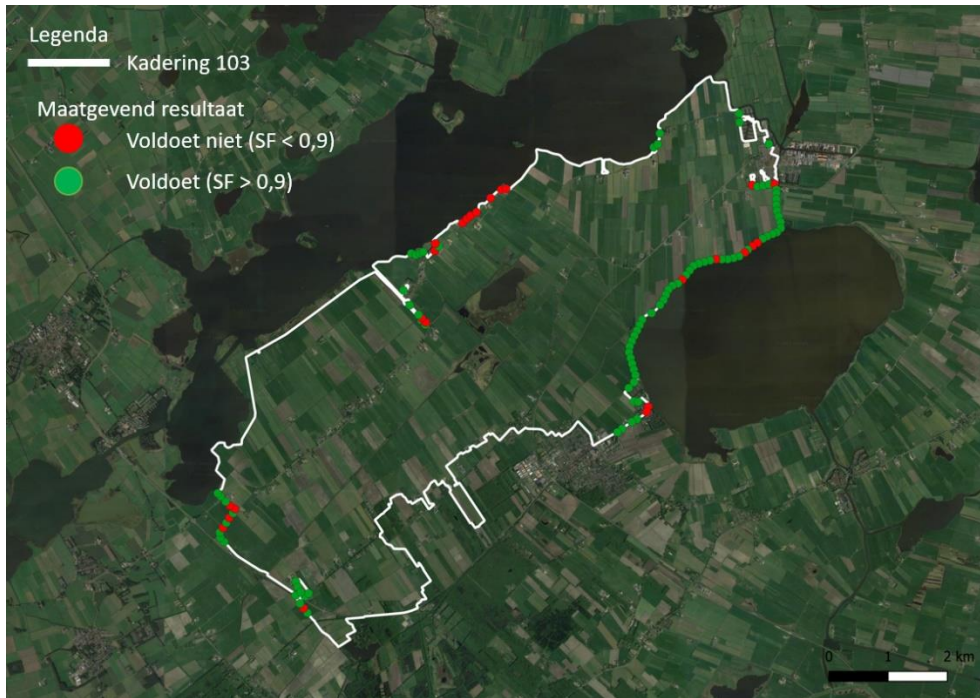 Legenda
Kadering 103
Maatgevend resultaat
Voldoet niet (SF < 0,9)
Voldoet (SF > 0,9)
0 1 2 km